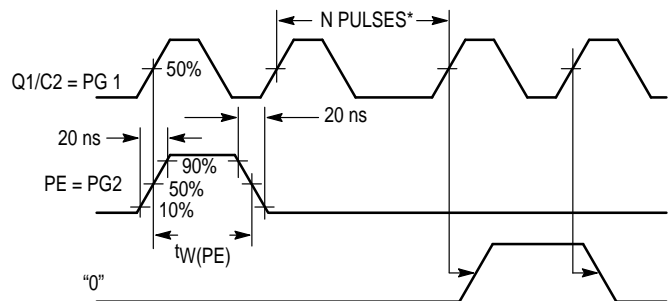 N PULSES*
Q1/C2 = PG 1
50%
20 ns
20 ns
PE = PG2
90%
50%
10%
tW(PE)
“0”